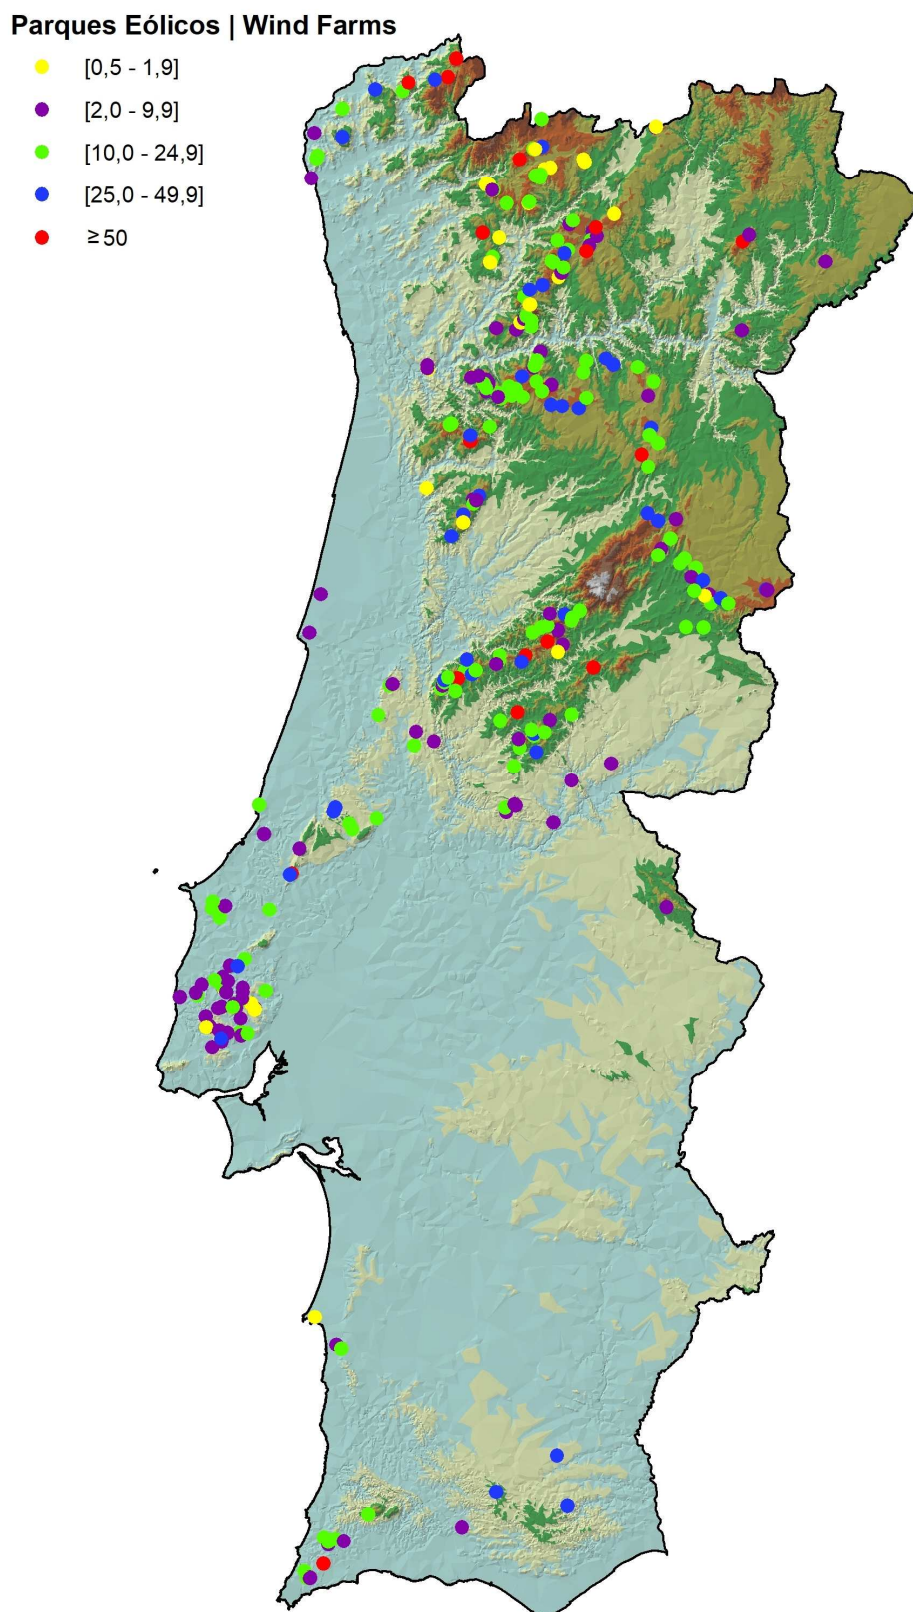 Parques Eólicos | Wind Farms
[0,5 - 1,9]
[2,0 - 9,9]
[10,0 - 24,9]
[25,0 - 49,9]
≥50